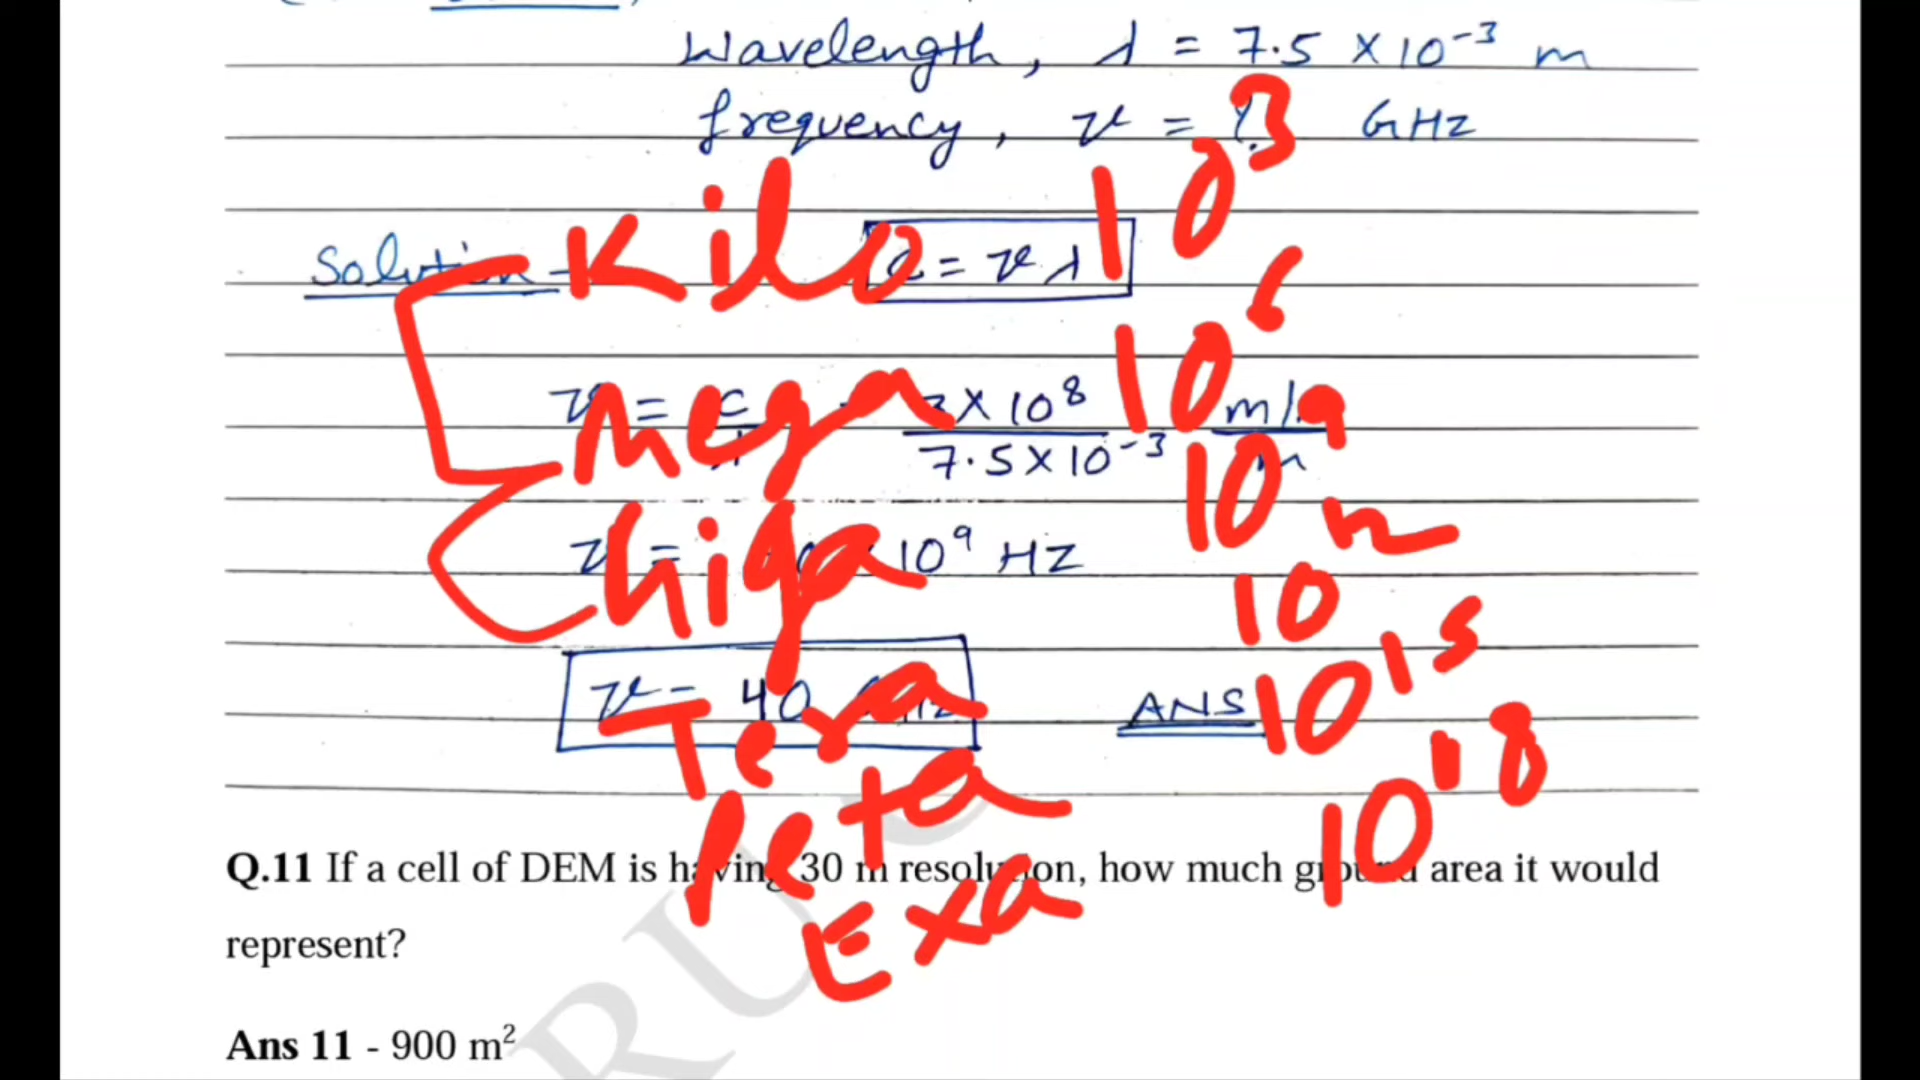 Wavelength, λ = 7.5 × 10⁻³ m
frequency, ν = ? GHz
Solution -
c = ν λ
ν = c/λ = 3 × 10⁸ / 7.5 × 10⁻³ m/s / m
ν = × 10⁹ HZ
ν = 40 GHz ANS
Kilo 10³
Mega 10⁶
Giga 10⁹
Tera 10¹²
Peta 10¹⁵
Exa 10¹⁸
Q.11 If a cell of DEM is having 30 m resolution, how much ground area it would
represent?
Ans 11 - 900 m²